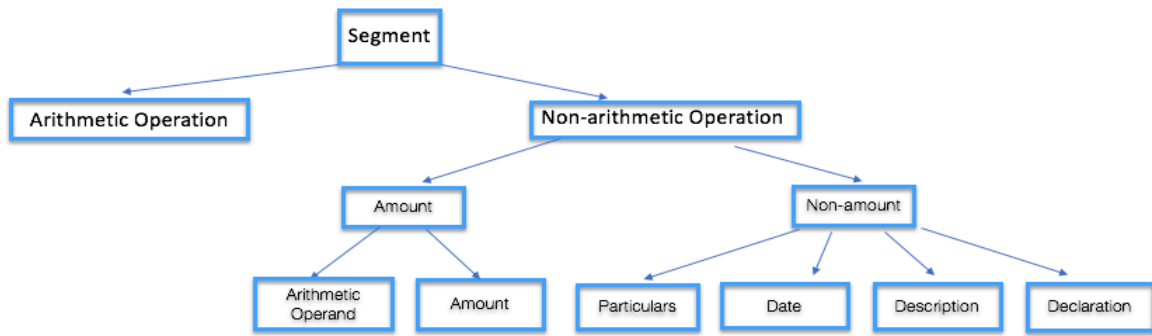 Segment
Arithmetic Operation
Non-arithmetic Operation
Amount
Non-amount
Arithmetic
Operand
Amount
Particulars
Date
Description
Declaration